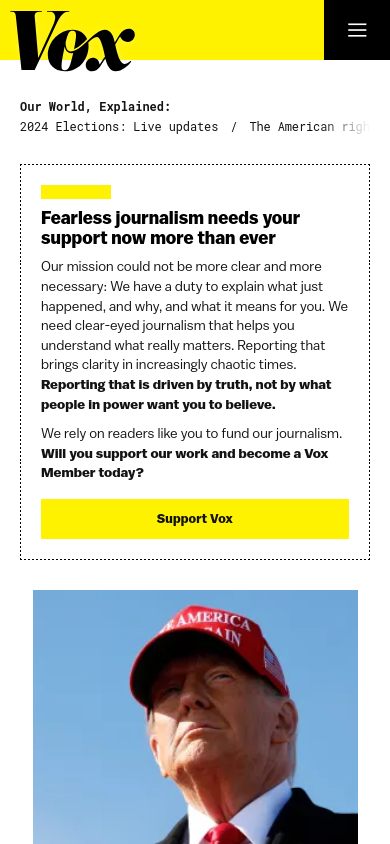 Vox
Our World, Explained:
2024 Elections: Live updates / The American righ
Fearless journalism needs your
support now more than ever
Our mission could not be more clear and more
necessary: We have a duty to explain what just
happened, and why, and what it means for you. We
need clear-eyed journalism that helps you
understand what really matters. Reporting that
brings clarity in increasingly chaotic times.
Reporting that is driven by truth, not by what
people in power want you to believe.
We rely on readers like you to fund our journalism.
Will you support our work and become a Vox
Member today?
Support Vox
AMERICA
AIN